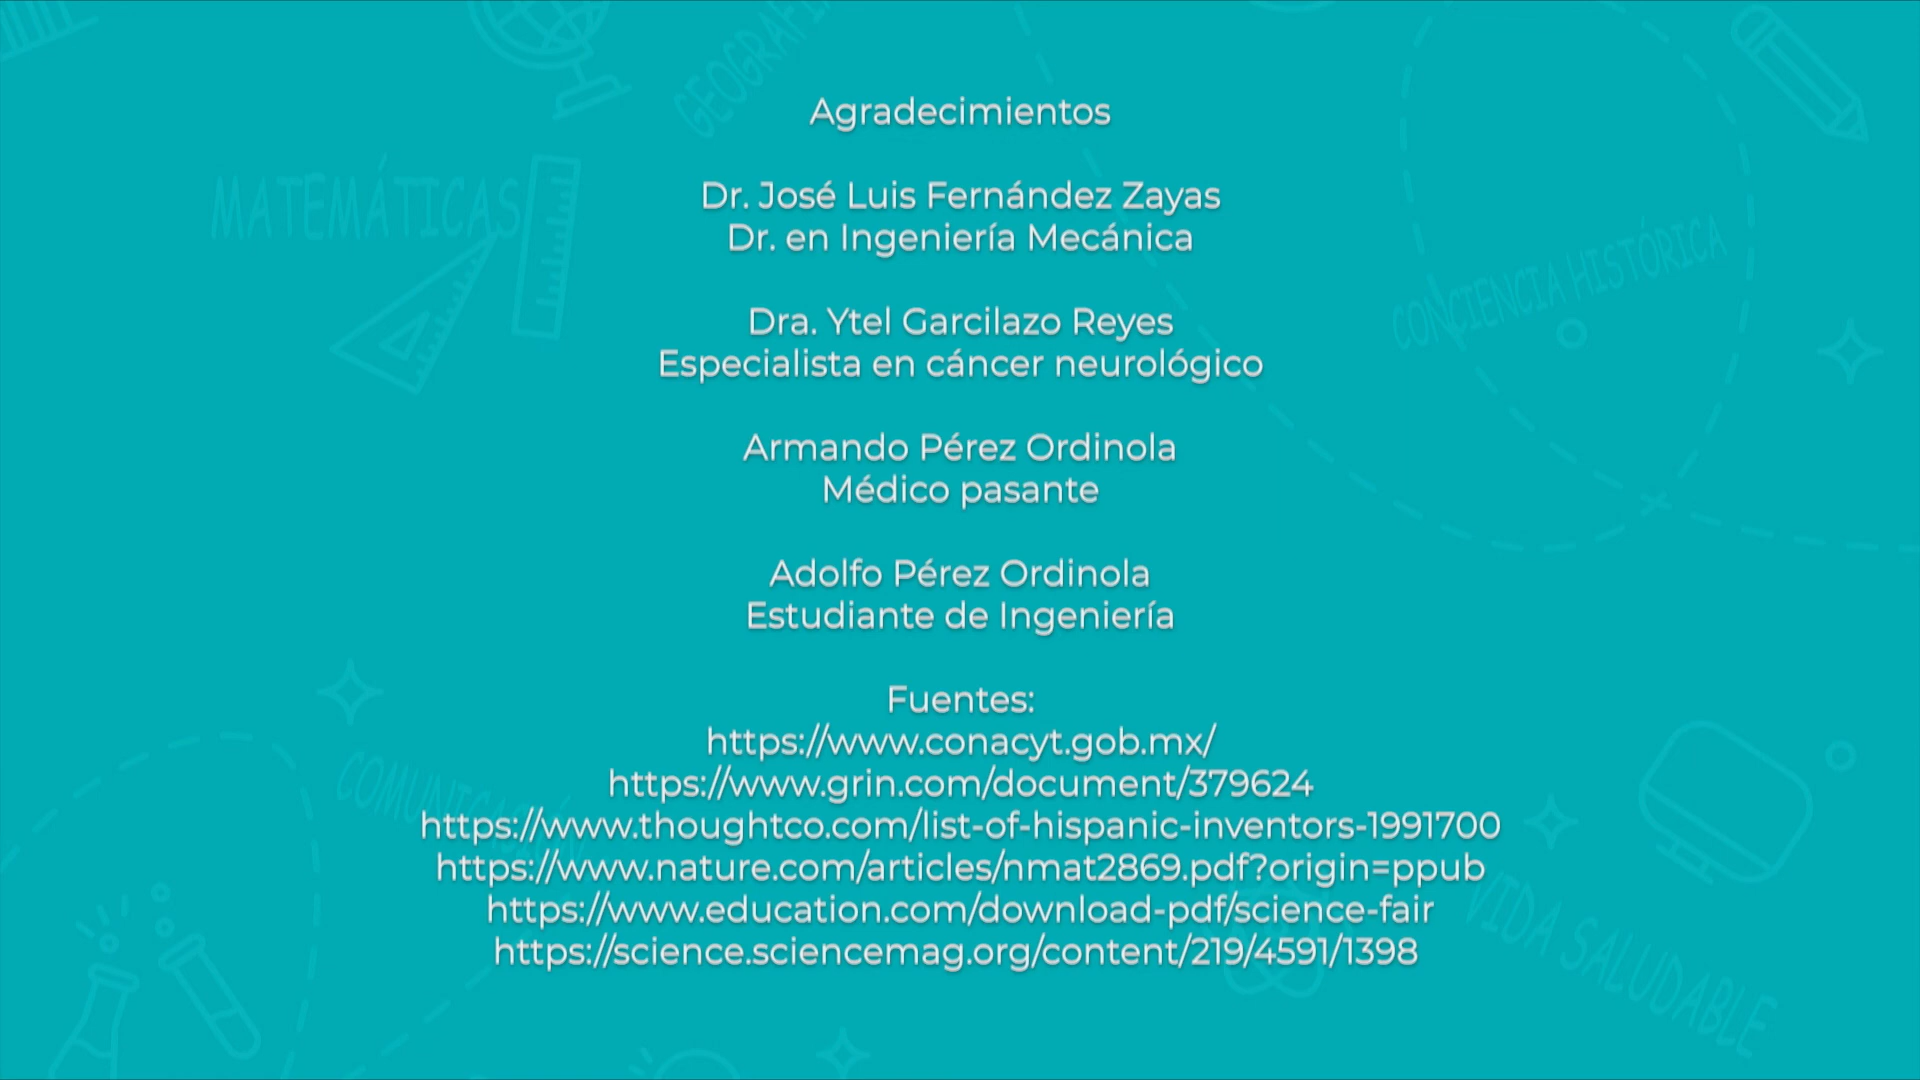 GEOGRAFÍ
MATEMÁTICAS
CONCIENCIA HISTÓRICA
Agradecimientos
Dr. José Luis Fernández Zayas
Dr. en Ingeniería Mecánica
Dra. Ytel Garcilazo Reyes
Especialista en cáncer neurológico
Armando Pérez Ordinola
Médico pasante
Adolfo Pérez Ordinola
Estudiante de Ingeniería
Fuentes:
https://www.conacyt.gob.mx/
https://www.grin.com/document/379624
https://www.thoughtco.com/list-of-hispanic-inventors-1991700
https://www.nature.com/articles/nmat2869.pdf?origin=ppub
https://www.education.com/download-pdf/science-fair
https://science.sciencemag.org/content/219/4591/1398
VIDA SALUDABLE